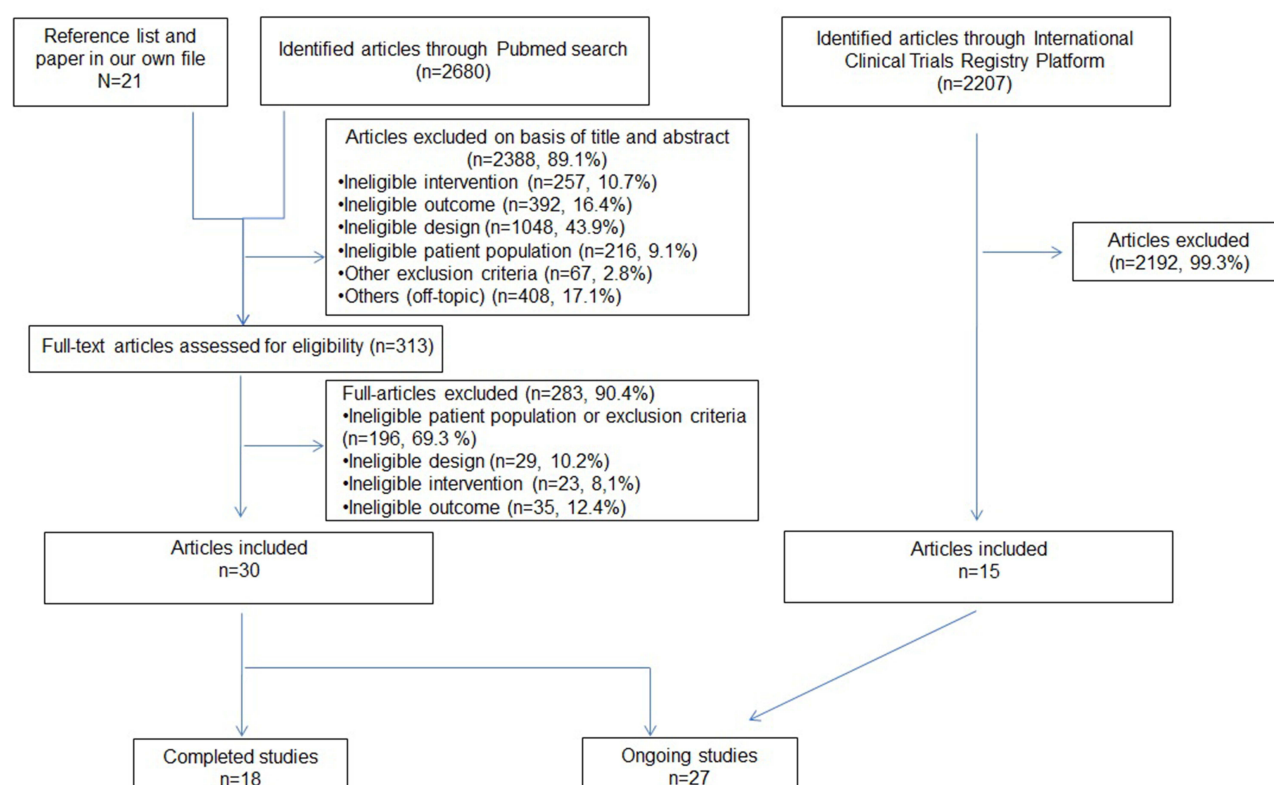 Reference list and
paper in our own file
N=21
Identified articles through Pubmed search
(n=2680)
Identified articles through International
Clinical Trials Registry Platform
(n=2207)
Articles excluded on basis of title and abstract
(n=2388, 89.1%)
•Ineligible intervention (n=257, 10.7%)
•Ineligible outcome (n=392, 16.4%)
•Ineligible design (n=1048, 43.9%)
•Ineligible patient population (n=216, 9.1%)
•Other exclusion criteria (n=67, 2.8%)
•Others (off-topic) (n=408, 17.1%)
Articles excluded
(n=2192, 99.3%)
Full-text articles assessed for eligibility (n=313)
Full-articles excluded (n=283, 90.4%)
•Ineligible patient population or exclusion criteria
(n=196, 69.3 %)
•Ineligible design (n=29, 10.2%)
•Ineligible intervention (n=23, 8,1%)
•Ineligible outcome (n=35, 12.4%)
Articles included
n=30
Articles included
n=15
Completed studies
n=18
Ongoing studies
n=27